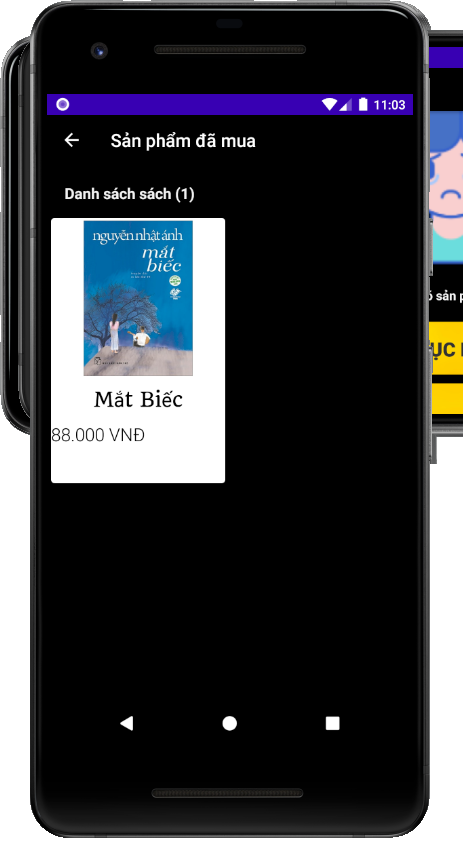 11:03
Sản phẩm đã mua
Danh sách sách (1)
nguyễn nhật ánh
mắt
biếc
Mắt Biếc
88.000 VNĐ
sản p
ỤC